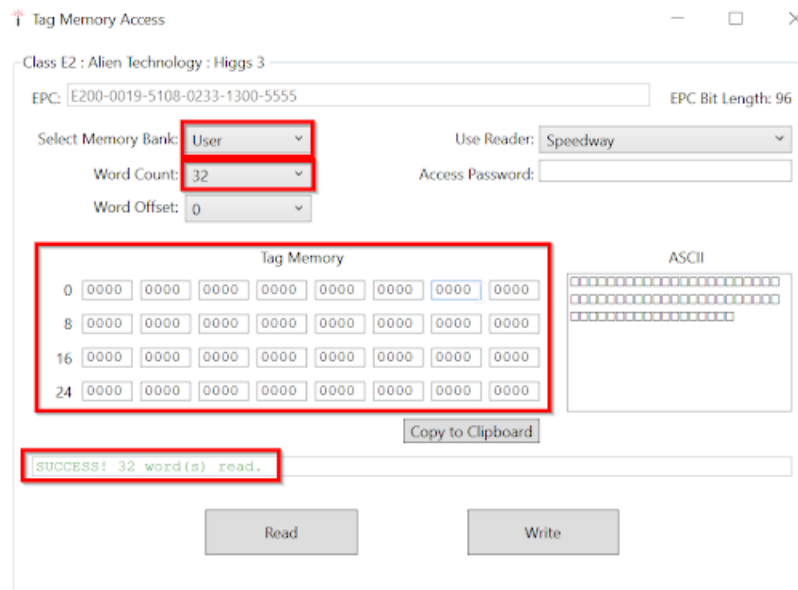 Tag Memory Access
Class E2 : Alien Technology : Higgs 3
EPC: E200-0019-5108-0233-1300-5555 EPC Bit Length: 96
Select Memory Bank: User Use Reader: Speedway
Word Count: 32 Access Password:
Word Offset: 0
Tag Memory ASCII
0 0000 0000 0000 0000 0000 0000 0000 0000
8 0000 0000 0000 0000 0000 0000 0000 0000
16 0000 0000 0000 0000 0000 0000 0000 0000
24 0000 0000 0000 0000 0000 0000 0000 0000
Copy to Clipboard
SUCCESS! 32 word(s) read.
Read Write